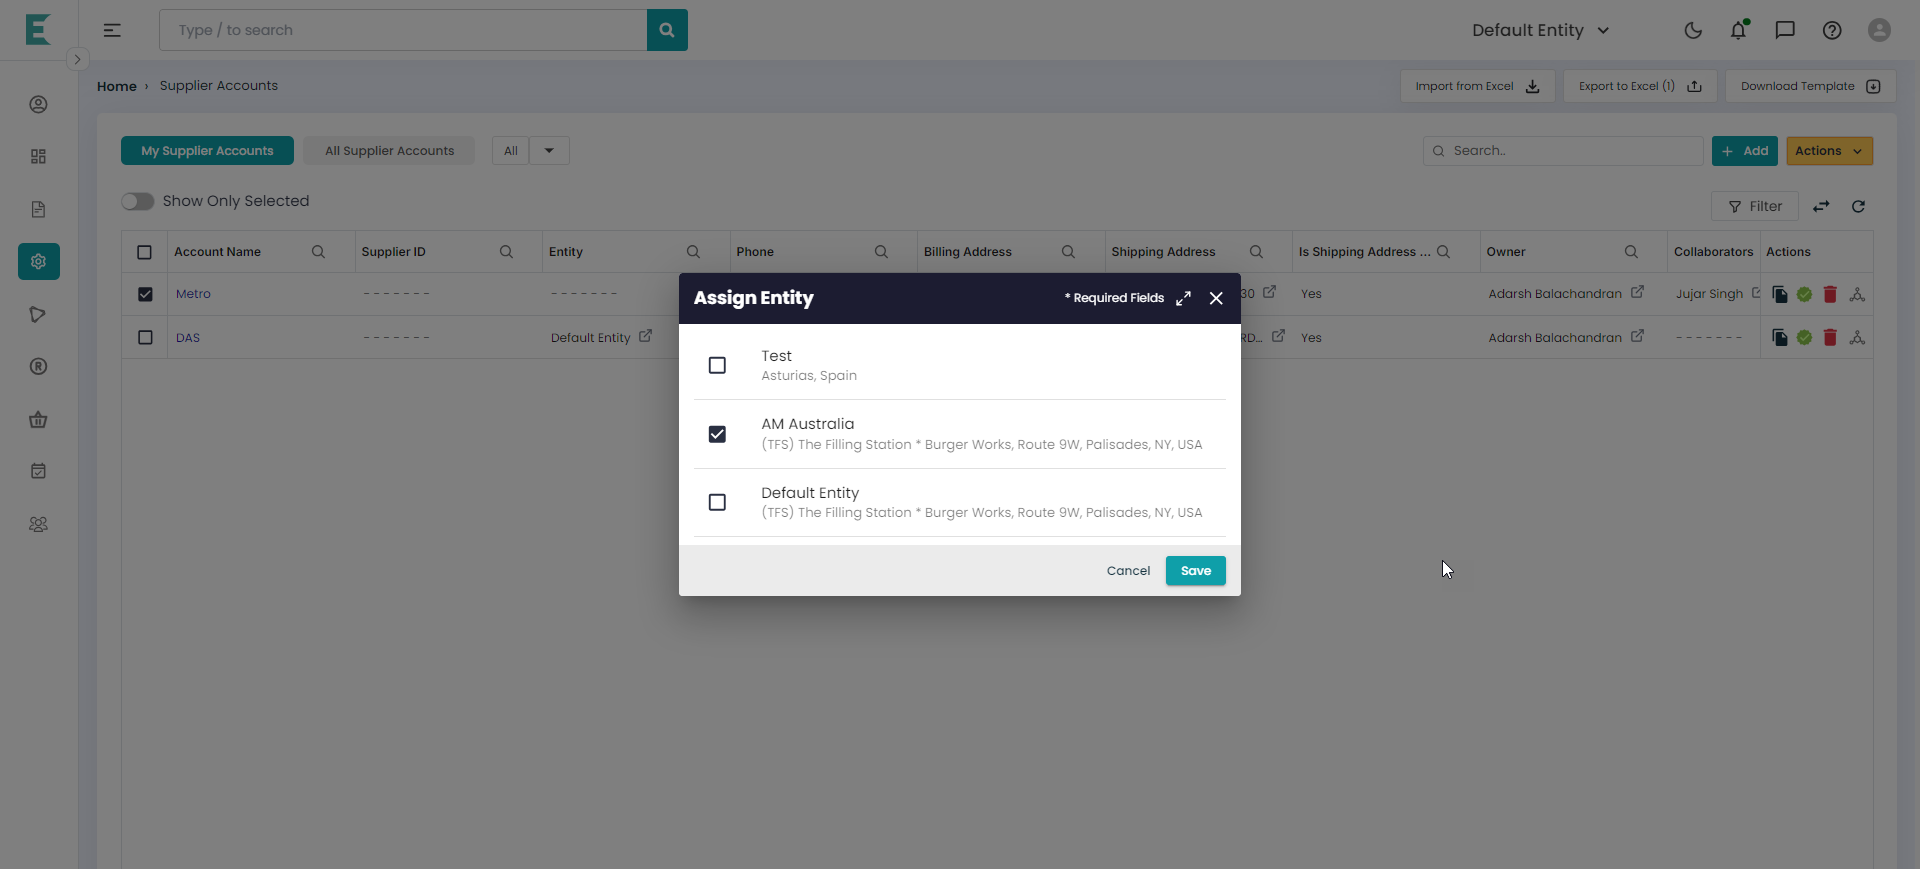 Type / to search
Default Entity
Home › Supplier Accounts
Import from Excel
Export to Excel (1)
Download Template
My Supplier Accounts
All Supplier Accounts
All
Search..
+ Add
Actions
Show Only Selected
Filter
Account Name
Supplier ID
Entity
Phone
Billing Address
Shipping Address
Is Shipping Address ...
Owner
Collaborators
Actions
Metro
- - - - - - -
- - - - - - -
30
Yes
Adarsh Balachandran
Jujar Singh
DAS
- - - - - - -
Default Entity
RD...
Yes
Adarsh Balachandran
- - - - - - -
Assign Entity
* Required Fields
Test
Asturias, Spain
AM Australia
(TFS) The Filling Station * Burger Works, Route 9W, Palisades, NY, USA
Default Entity
(TFS) The Filling Station * Burger Works, Route 9W, Palisades, NY, USA
Cancel
Save